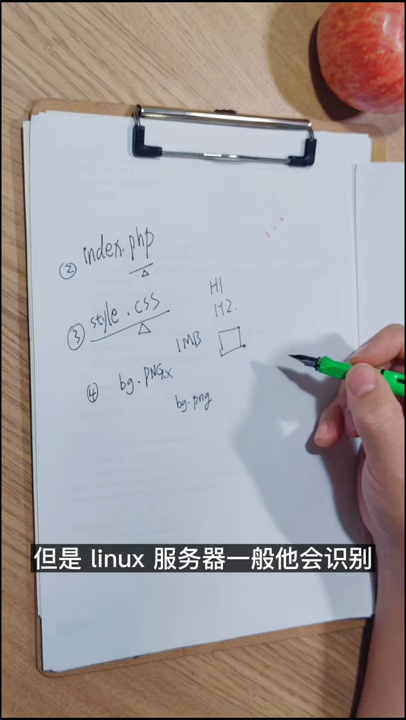 ② index.php
③ style.css
H1
H2.
1MB
④ bg.PNG.x
bg.png
但是 linux 服务器一般他会识别